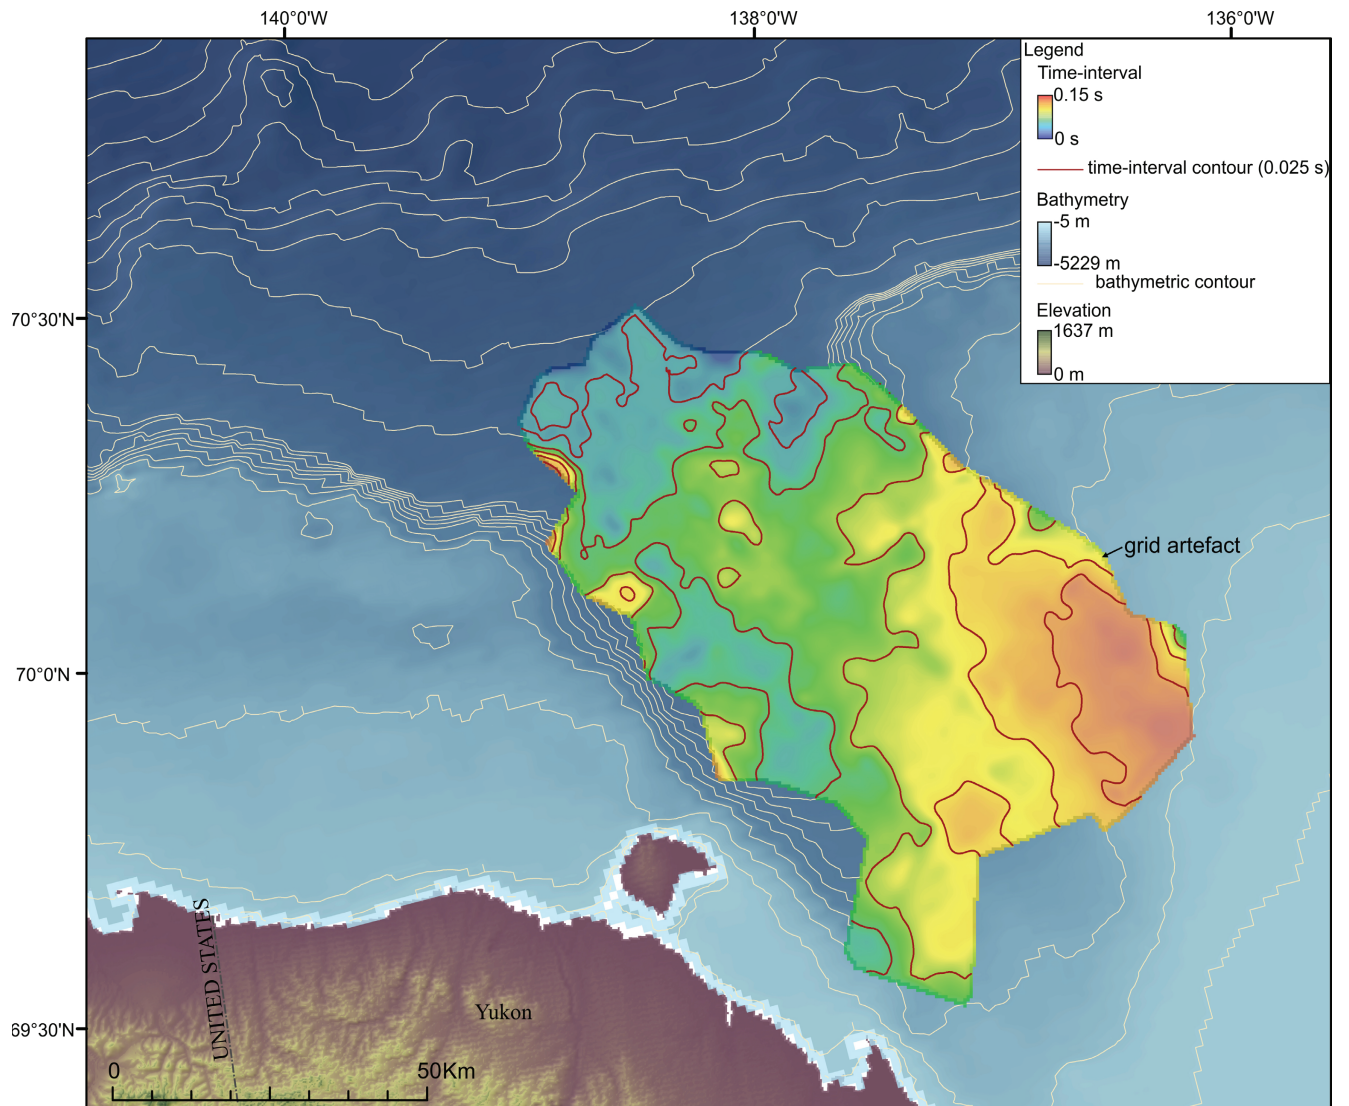 140°0'W 138°0'W 136°0'W
Legend
Time-interval
0.15 s
0 s
time-interval contour (0.025 s)
Bathymetry
-5 m
-5229 m
bathymetric contour
Elevation
1637 m
0 m
70°30'N
grid artefact
70°0'N
UNITED STATES
Yukon
69°30'N
0 50Km